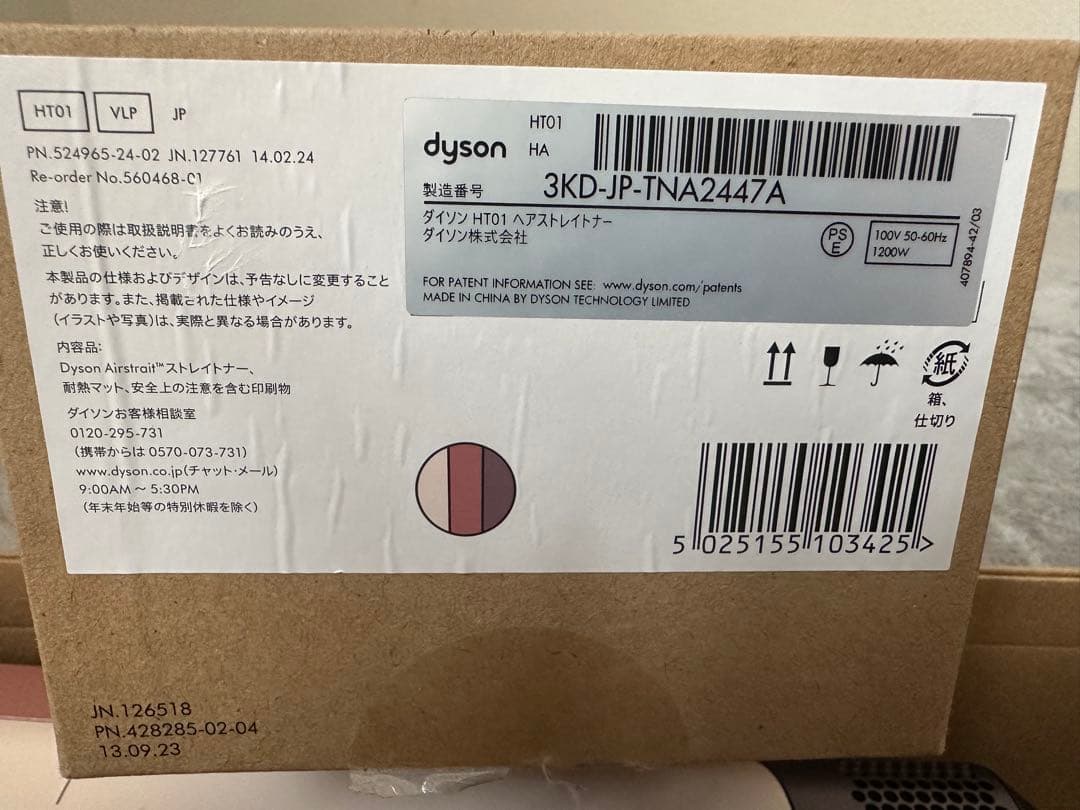 HT01 VLP JP
PN.524965-24-02 JN.127761 14.02.24
Re-order No.560468-01
注意!
ご使用の際は取扱説明書をよくお読みのうえ、
正しくお使いください。
本製品の仕様およびデザインは、予告なしに変更すること
があります。また、掲載された仕様やイメージ
（イラストや写真）は、実際と異なる場合があります。
内容品:
Dyson Airstrait™ストレイトナー、
耐熱マット、安全上の注意を含む印刷物
ダイソンお客様相談室
0120-295-731
（携帯からは 0570-073-731）
www.dyson.co.jp（チャット・メール）
9:00AM ～ 5:30PM
（年末年始等の特別休暇を除く）
dyson
HT01
HA
製造番号 3KD-JP-TNA2447A
ダイソン HT01 ヘアストレイトナー
ダイソン株式会社
PS
E
100V 50-60Hz
1200W
407894-42/03
FOR PATENT INFORMATION SEE: www.dyson.com/patents
MADE IN CHINA BY DYSON TECHNOLOGY LIMITED
紙
箱、
仕切り
5 025155 103425 >
JN.126518
PN.428285-02-04
13.09.23